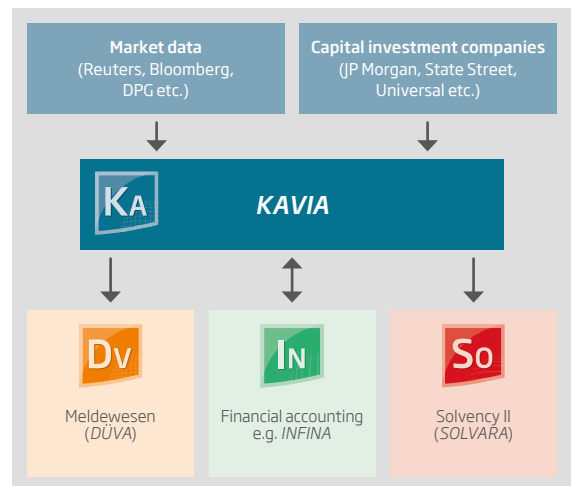 Market data
(Reuters, Bloomberg,
DPG etc.)
Capital investment companies
(JP Morgan, State Street,
Universal etc.)
KA
KAVIA
DV
Meldewesen
(DÜVA)
IN
Financial accounting
e.g. INFINA
SO
Solvency II
(SOLVARA)